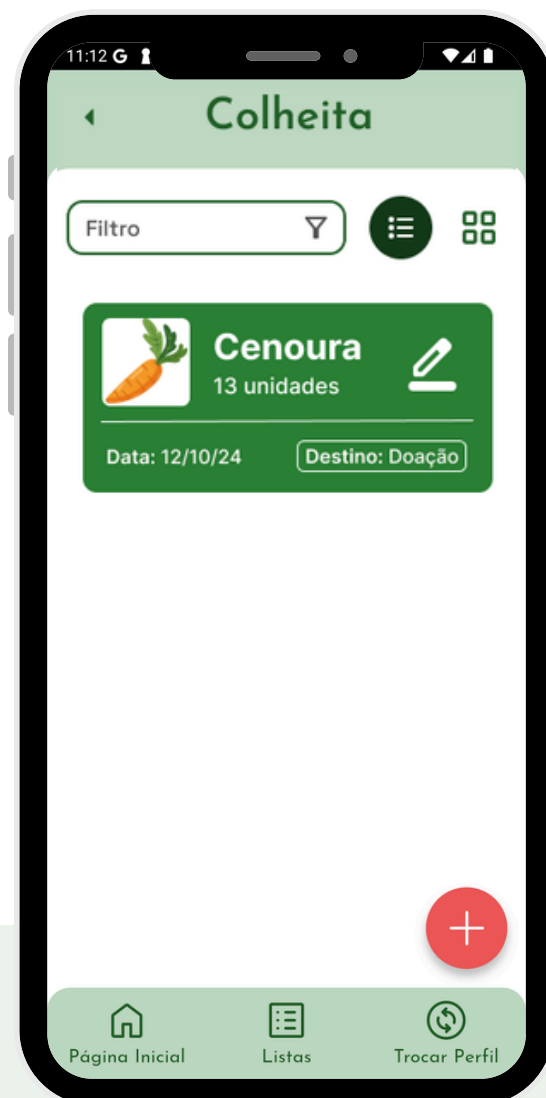 11:12 G
Colheita
Filtro
Cenoura
13 unidades
Data: 12/10/24
Destino: Doação
Página Inicial
Listas
Trocar Perfil